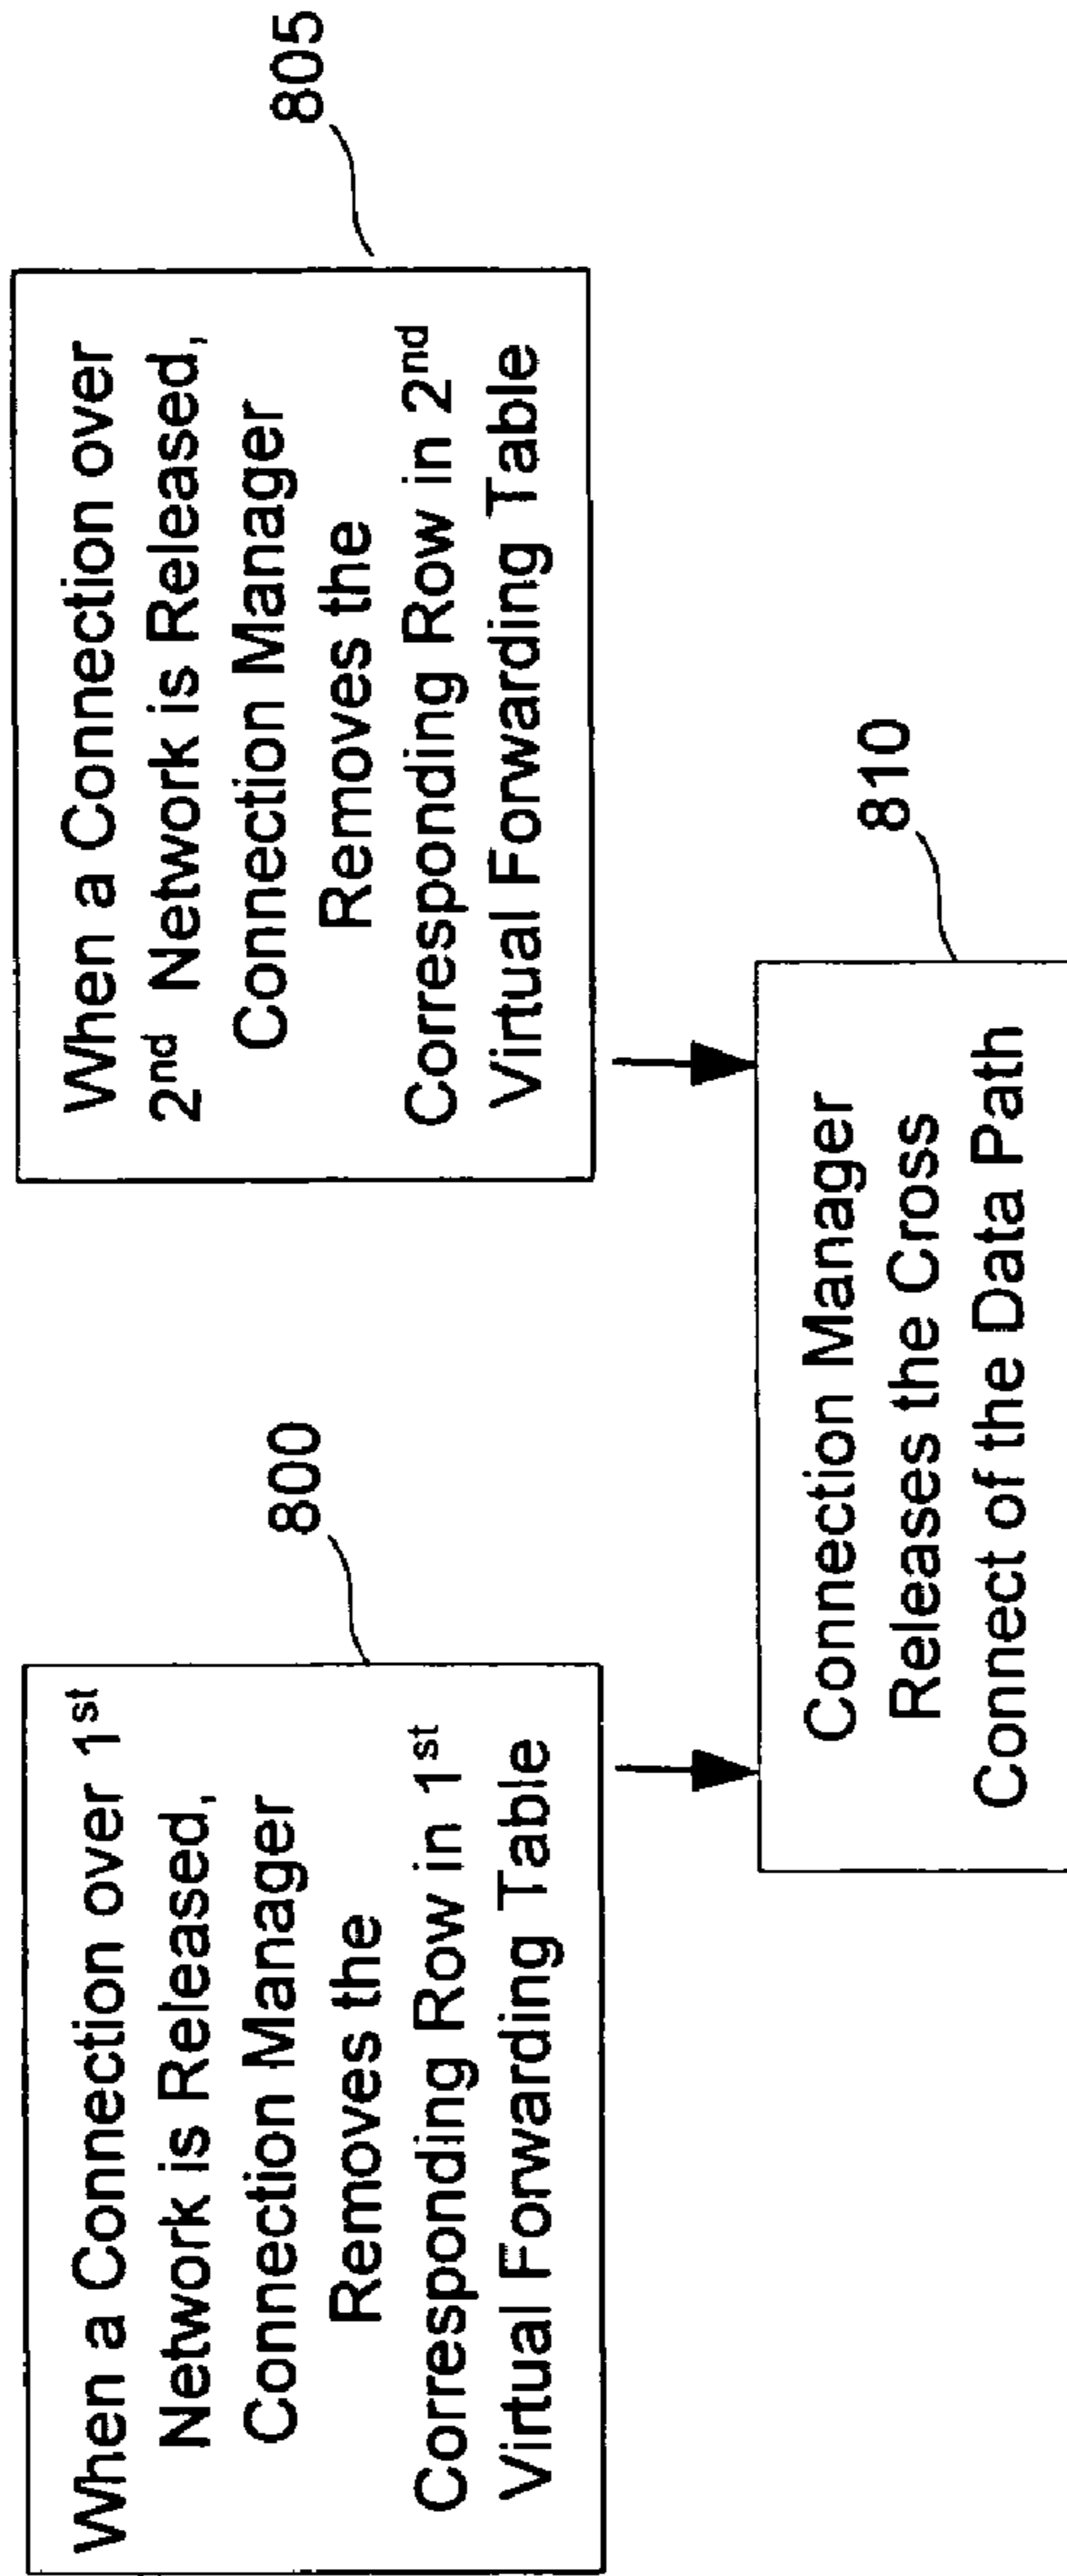 When a Connection over 1st
Network is Released,
Connection Manager
Removes the
Corresponding Row in 1st
Virtual Forwarding Table
800
When a Connection over
2nd Network is Released,
Connection Manager
Removes the
Corresponding Row in 2nd
Virtual Forwarding Table
805
Connection Manager
Releases the Cross
Connect of the Data Path
810